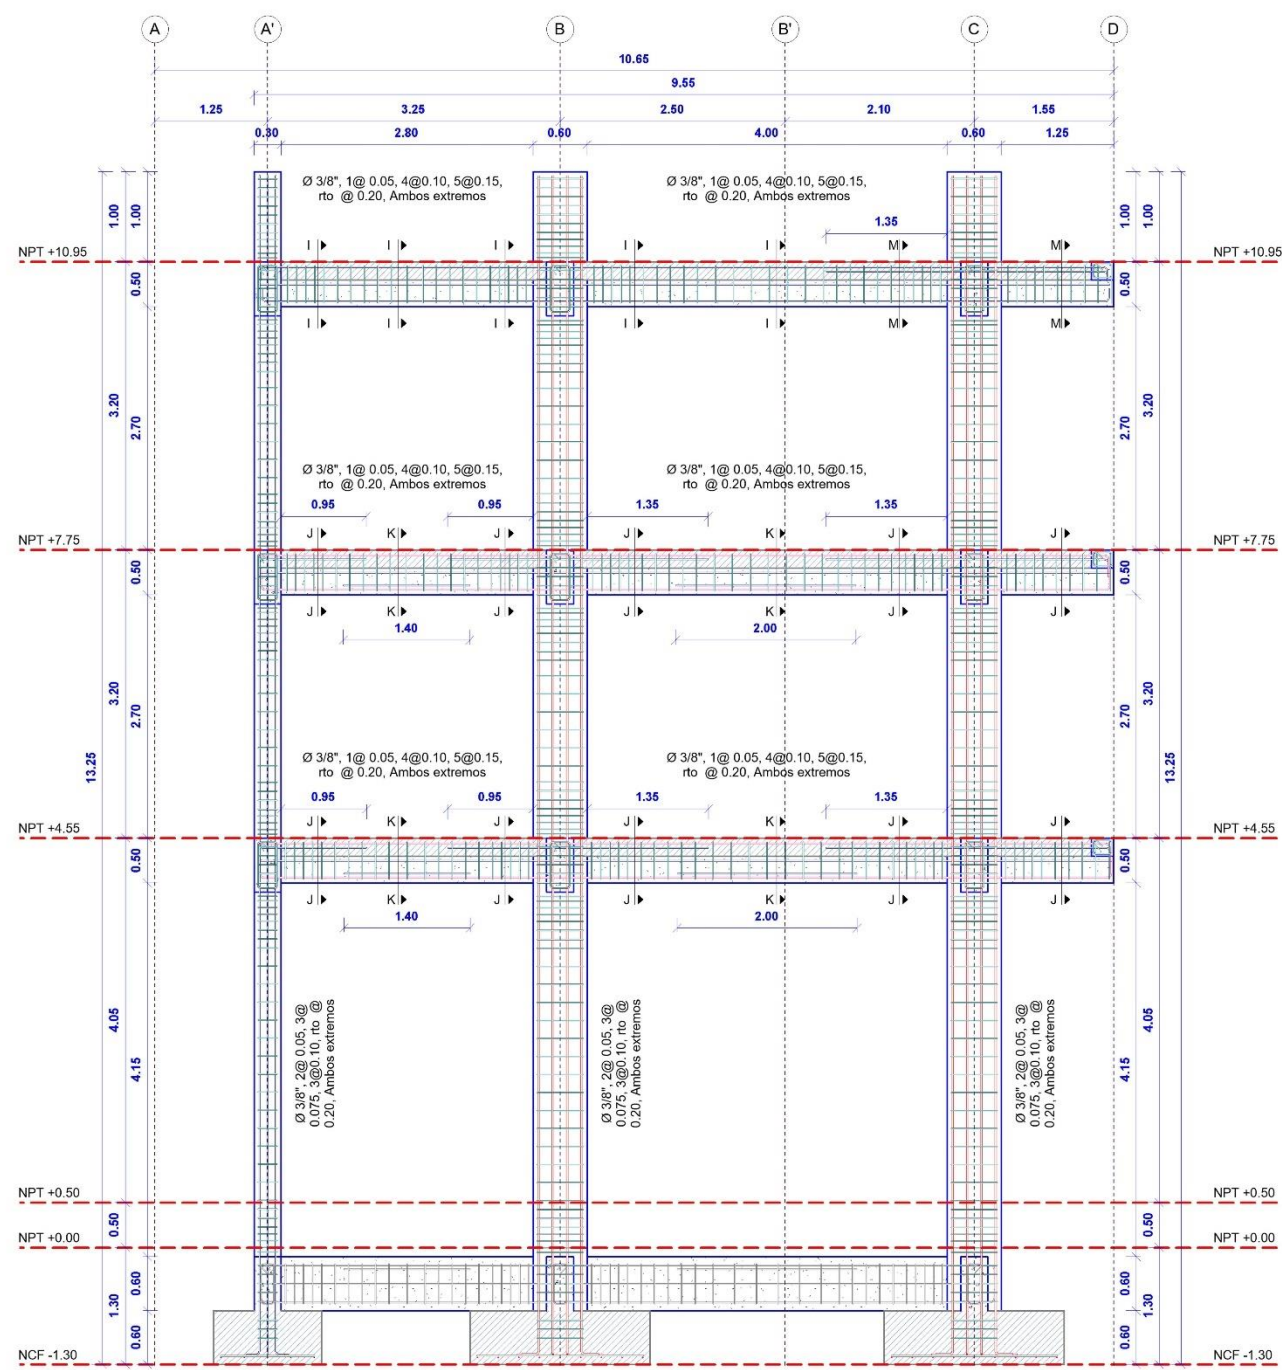 A A' B B' C D
10.65
9.55
1.25 3.25 2.50 2.10 1.55
0.30 2.80 0.60 4.00 0.60 1.25
Ø 3/8", 1@ 0.05, 4@0.10, 5@0.15,
rto @ 0.20, Ambos extremos
Ø 3/8", 1@ 0.05, 4@0.10, 5@0.15,
rto @ 0.20, Ambos extremos
1.00 1.00 1.35 1.00 1.00
I I I I I M M
NPT +10.95 NPT +10.95
0.50 0.50
I I I I I M M
3.20 2.70 2.70 3.20
Ø 3/8", 1@ 0.05, 4@0.10, 5@0.15,
rto @ 0.20, Ambos extremos
Ø 3/8", 1@ 0.05, 4@0.10, 5@0.15,
rto @ 0.20, Ambos extremos
0.95 0.95 1.35 1.35
J K J J K J J
NPT +7.75 NPT +7.75
0.50 0.50
J K J J K J J
1.40 2.00
3.20 2.70 2.70 3.20
13.25 13.25
Ø 3/8", 1@ 0.05, 4@0.10, 5@0.15,
rto @ 0.20, Ambos extremos
Ø 3/8", 1@ 0.05, 4@0.10, 5@0.15,
rto @ 0.20, Ambos extremos
0.95 0.95 1.35 1.35
J K J J K J J
NPT +4.55 NPT +4.55
0.50 0.50
J K J J K J J
1.40 2.00
4.05 4.15 4.15 4.05
Ø 3/8", 2@ 0.05, 3@
0.075, 3@0.10, rto @
0.20, Ambos extremos
Ø 3/8", 2@ 0.05, 3@
0.075, 3@0.10, rto @
0.20, Ambos extremos
Ø 3/8", 2@ 0.05, 3@
0.075, 3@0.10, rto @
0.20, Ambos extremos
NPT +0.50 NPT +0.50
0.50 0.50
NPT +0.00 NPT +0.00
1.30 0.60 0.60 1.30
0.60 0.60
NCF -1.30 NCF -1.30